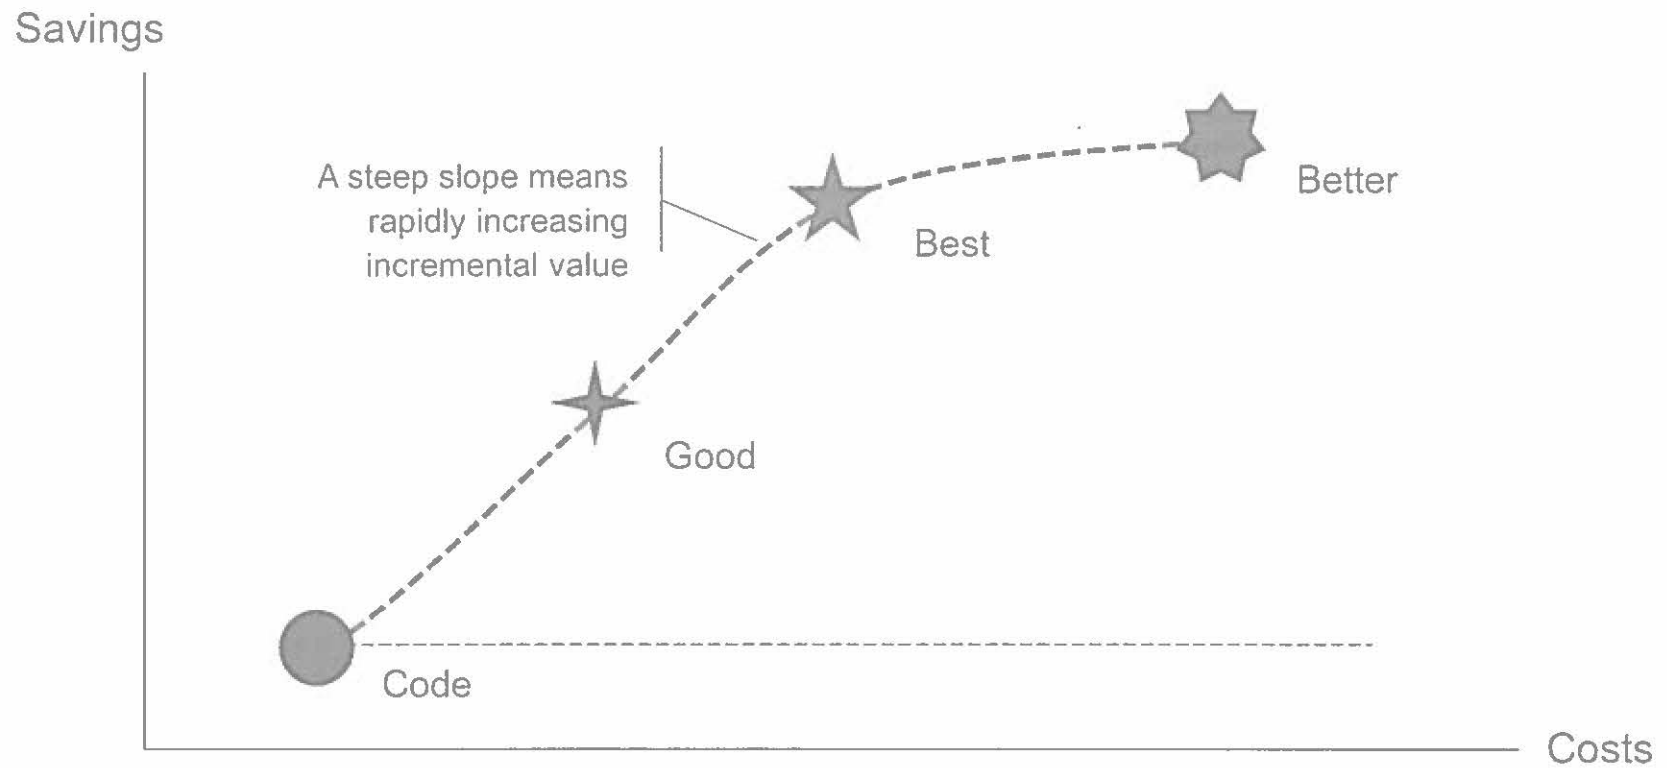 Savings
A steep slope means
rapidly increasing
incremental value
Better
Best
Good
Code
Costs